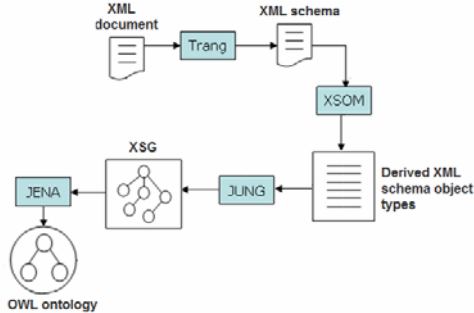 XML
document
Trang
XML schema
XSOM
Derived XML
schema object
types
JUNG
XSG
JENA
OWL ontology